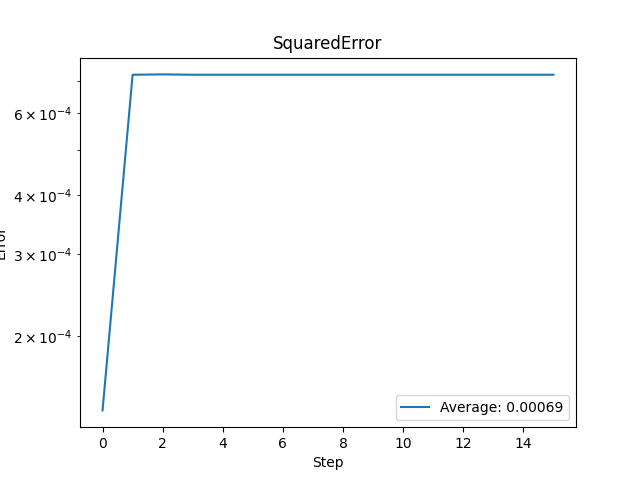 SquaredError
6 × 10⁻⁴
4 × 10⁻⁴
3 × 10⁻⁴
2 × 10⁻⁴
Error
Average: 0.00069
0 2 4 6 8 10 12 14
Step